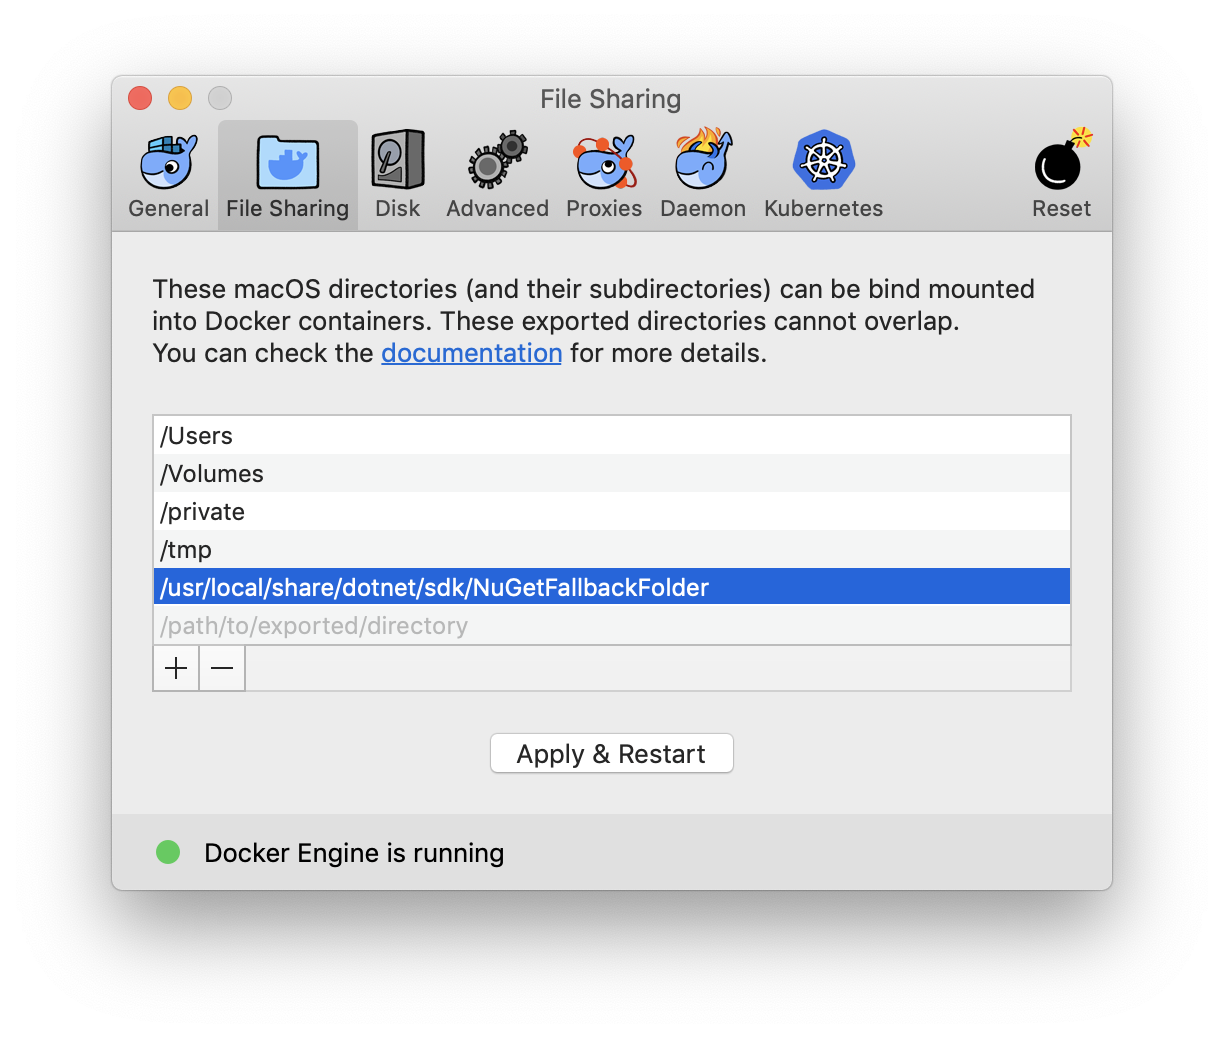 File Sharing
General File Sharing Disk Advanced Proxies Daemon Kubernetes Reset
These macOS directories (and their subdirectories) can be bind mounted
into Docker containers. These exported directories cannot overlap.
You can check the documentation for more details.
/Users
/Volumes
/private
/tmp
/usr/local/share/dotnet/sdk/NuGetFallbackFolder
/path/to/exported/directory
Apply & Restart
Docker Engine is running